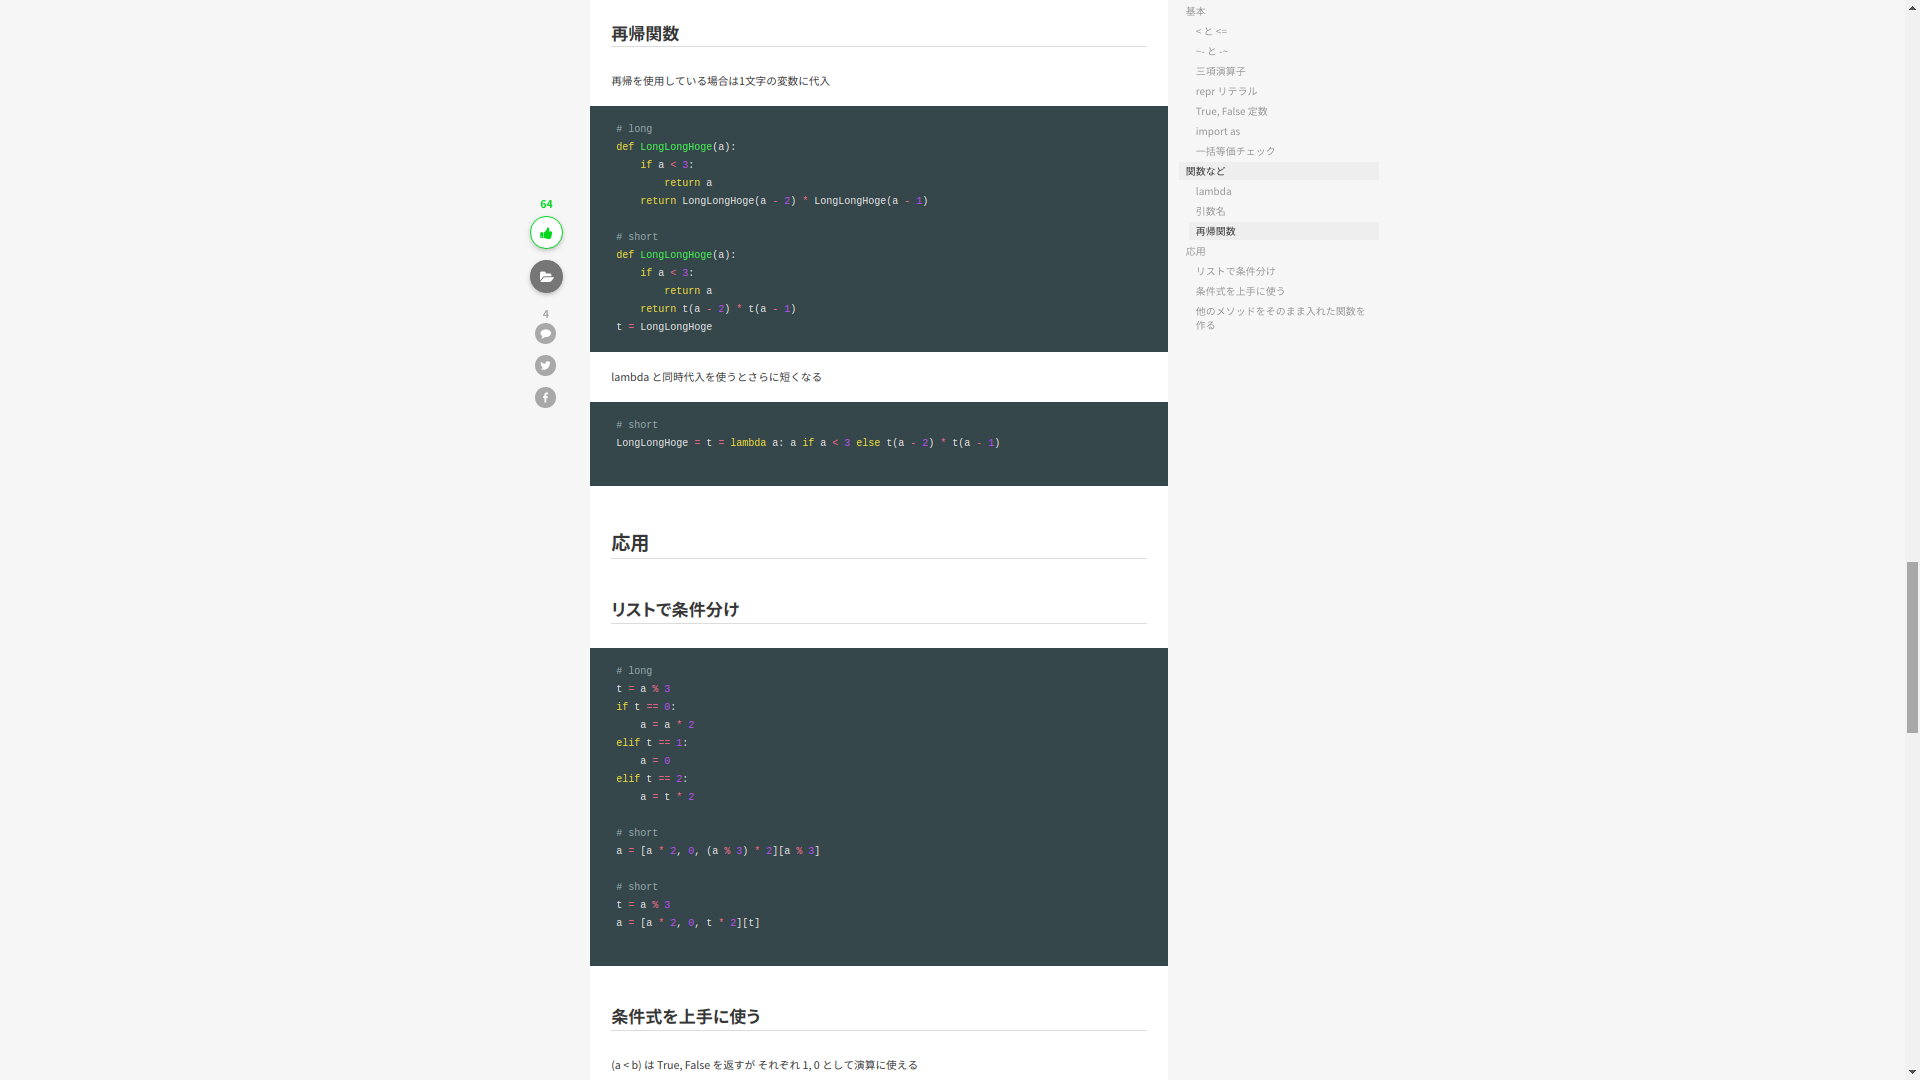 再帰関数
再帰を使用している場合は1文字の変数に代入
# long
def LongLongHoge(a):
    if a < 3:
        return a
    return LongLongHoge(a - 2) * LongLongHoge(a - 1)
# short
def LongLongHoge(a):
    if a < 3:
        return a
    return t(a - 2) * t(a - 1)
t = LongLongHoge
lambda と同時代入を使うとさらに短くなる
# short
LongLongHoge = t = lambda a: a if a < 3 else t(a - 2) * t(a - 1)
応用
リストで条件分け
# long
t = a % 3
if t == 0:
    a = a * 2
elif t == 1:
    a = 0
elif t == 2:
    a = t * 2
# short
a = [a * 2, 0, (a % 3) * 2][a % 3]
# short
t = a % 3
a = [a * 2, 0, t * 2][t]
条件式を上手に使う
(a < b) は True, False を返すが それぞれ 1, 0 として演算に使える
64
4
基本
< と <=
~- と -~
三項演算子
repr リテラル
True, False 定数
import as
一括等価チェック
関数など
lambda
引数名
再帰関数
応用
リストで条件分け
条件式を上手に使う
他のメソッドをそのまま入れた関数を
作る